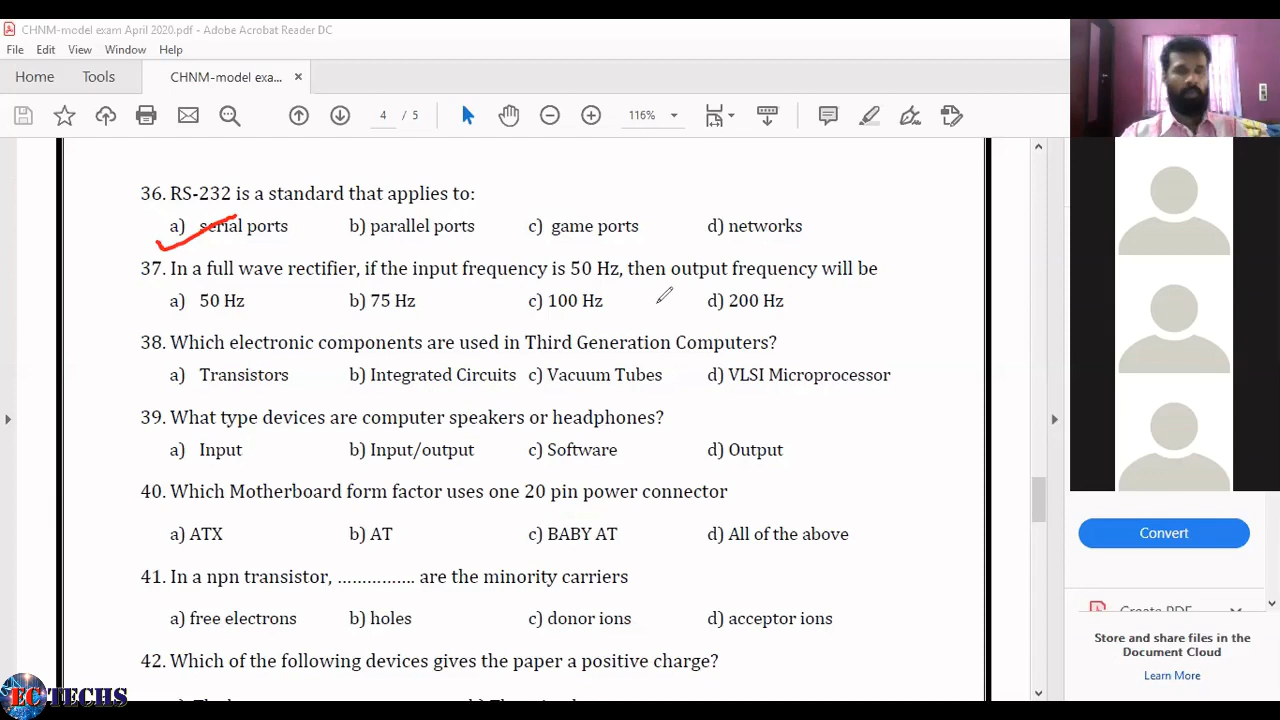 CHNM-model exam April 2020.pdf - Adobe Acrobat Reader DC
File Edit View Window Help
Home Tools CHNM-model exa... ×
4 / 5 116%
36. RS-232 is a standard that applies to:
a) serial ports b) parallel ports c) game ports d) networks
37. In a full wave rectifier, if the input frequency is 50 Hz, then output frequency will be
a) 50 Hz b) 75 Hz c) 100 Hz d) 200 Hz
38. Which electronic components are used in Third Generation Computers?
a) Transistors b) Integrated Circuits c) Vacuum Tubes d) VLSI Microprocessor
39. What type devices are computer speakers or headphones?
a) Input b) Input/output c) Software d) Output
40. Which Motherboard form factor uses one 20 pin power connector
a) ATX b) AT c) BABY AT d) All of the above
41. In a npn transistor, ................ are the minority carriers
a) free electrons b) holes c) donor ions d) acceptor ions
42. Which of the following devices gives the paper a positive charge?
Convert
Create PDF
Store and share files in the
Document Cloud
Learn More
EC TECHS